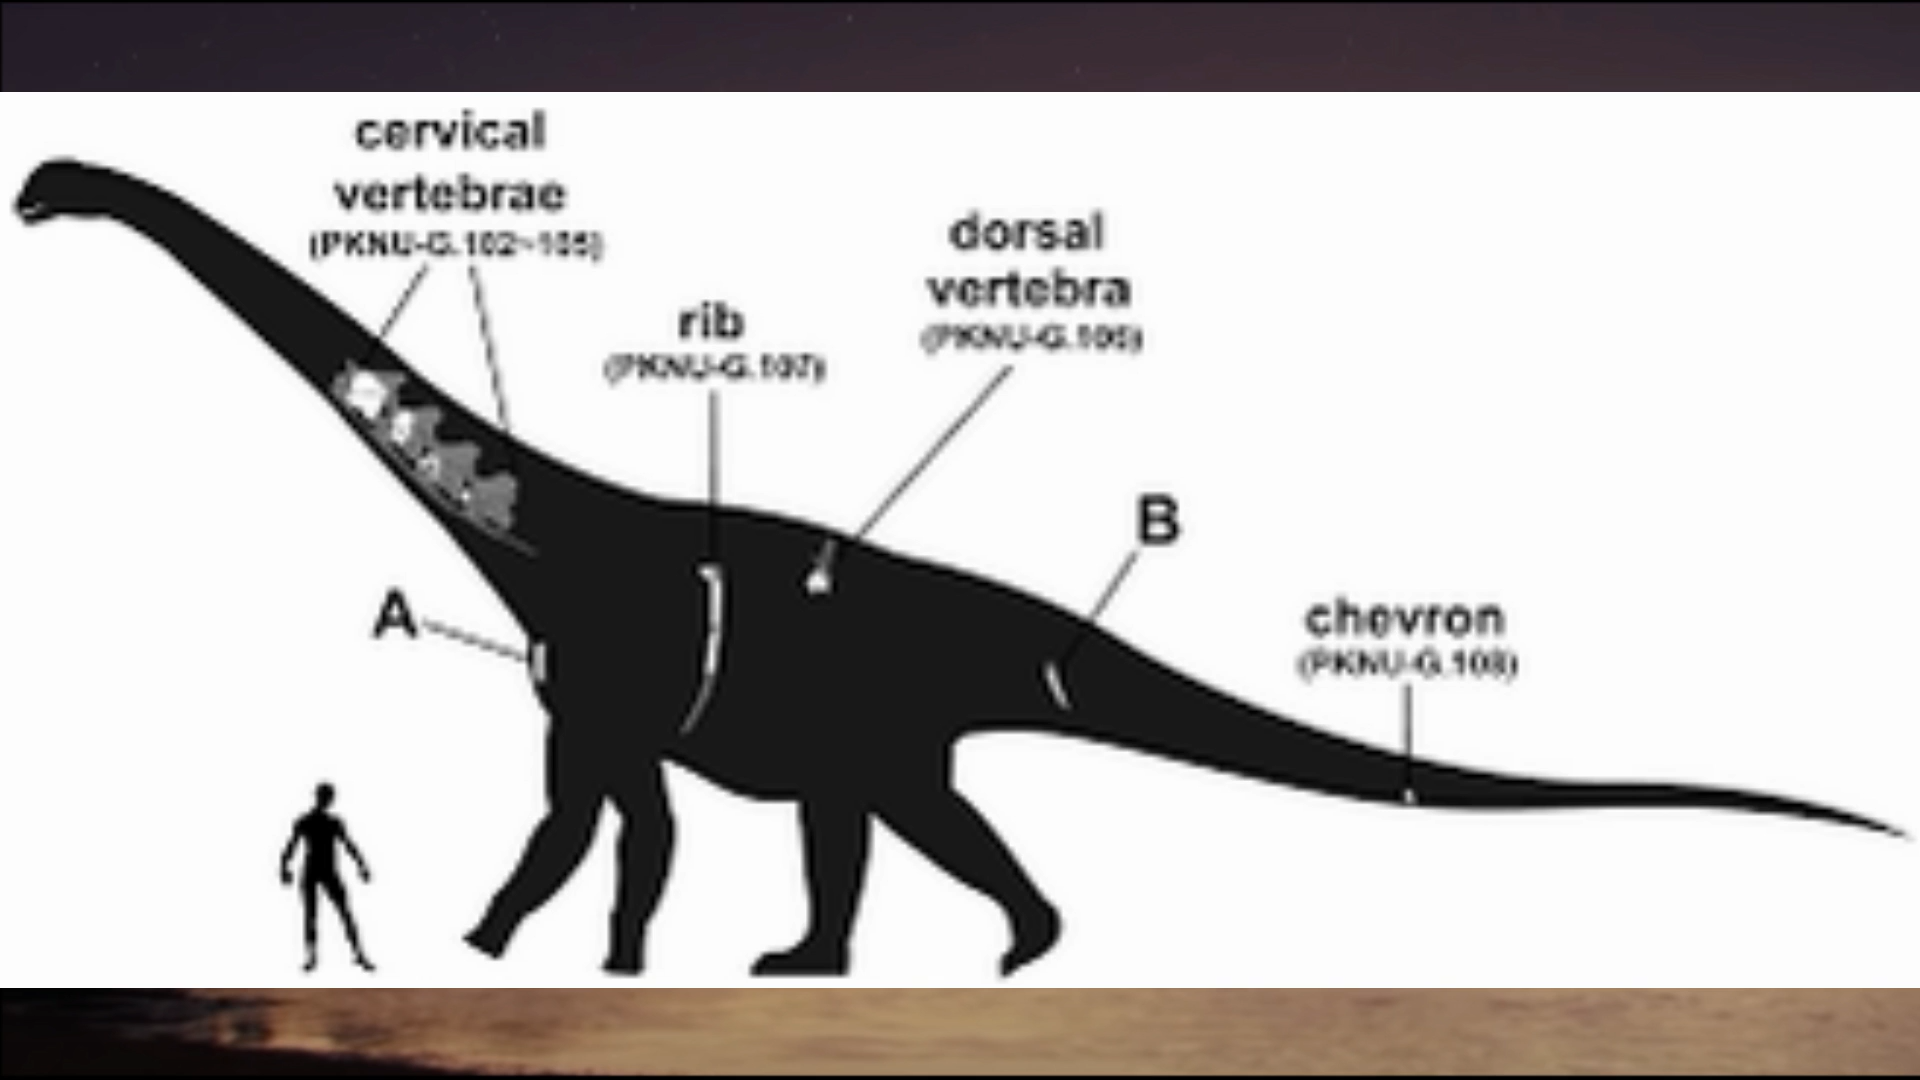 cervical
vertebrae
(PKNU-G.102~105)
rib
(PKNU-G.107)
dorsal
vertebra
(PKNU-G.106)
A
B
chevron
(PKNU-G.108)